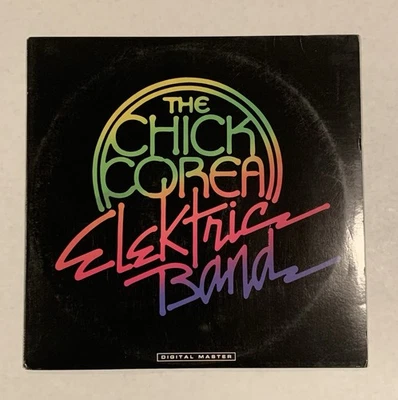 THE
CHICK
COREA
Elektric
Band
DIGITAL MASTER